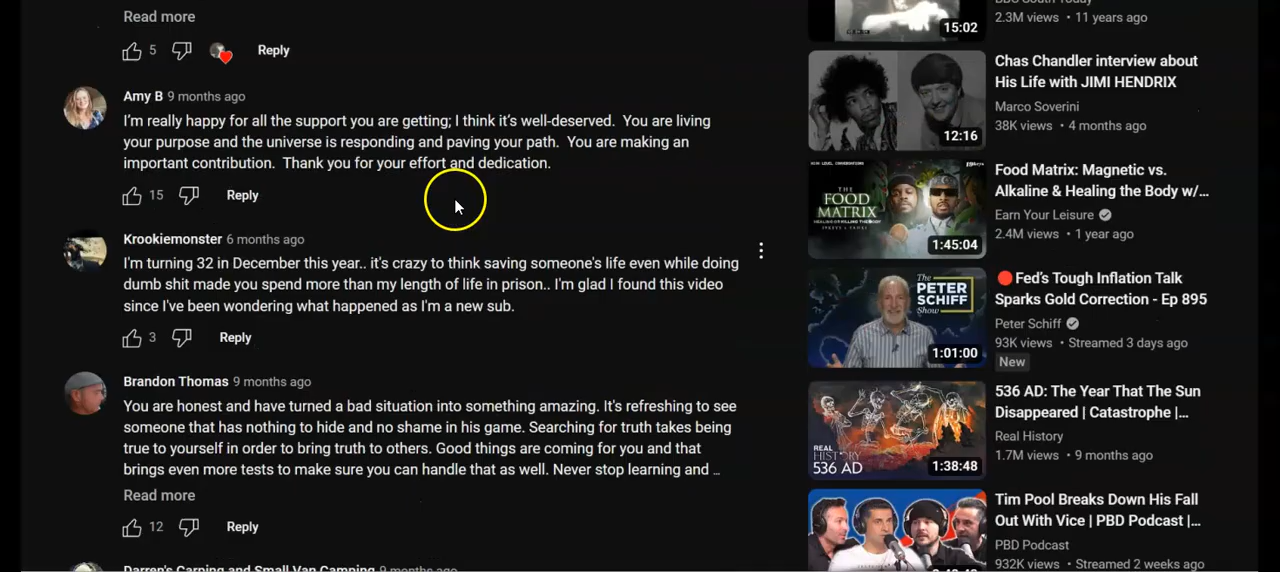 Read more
5
Reply
Amy B 9 months ago
I'm really happy for all the support you are getting; I think it's well-deserved. You are living
your purpose and the universe is responding and paving your path. You are making an
important contribution. Thank you for your effort and dedication.
15
Reply
Krookiemonster 6 months ago
I'm turning 32 in December this year.. it's crazy to think saving someone's life even while doing
dumb shit made you spend more than my length of life in prison.. I'm glad I found this video
since I've been wondering what happened as I'm a new sub.
3
Reply
Brandon Thomas 9 months ago
You are honest and have turned a bad situation into something amazing. It's refreshing to see
someone that has nothing to hide and no shame in his game. Searching for truth takes being
true to yourself in order to bring truth to others. Good things are coming for you and that
brings even more tests to make sure you can handle that as well. Never stop learning and ...
Read more
12
Reply
Darren's Carping and Small Van Camping 9 months ago
15:02
BBC South Today
2.3M views • 11 years ago
12:16
Chas Chandler interview about
His Life with JIMI HENDRIX
Marco Soverini
38K views • 4 months ago
HIGH LEVEL CONVERSATIONS
19keys
THE
FOOD
MATRIX
1:45:04
Food Matrix: Magnetic vs.
Alkaline & Healing the Body w/...
Earn Your Leisure
2.4M views • 1 year ago
The
PETER
SCHIFF
Show
1:01:00
Fed's Tough Inflation Talk
Sparks Gold Correction - Ep 895
Peter Schiff
93K views • Streamed 3 days ago
New
REAL
HISTORY
536 AD
1:38:48
536 AD: The Year That The Sun
Disappeared | Catastrophe |...
Real History
1.7M views • 9 months ago
Tim Pool Breaks Down His Fall
Out With Vice | PBD Podcast |...
PBD Podcast
932K views • Streamed 2 weeks ago